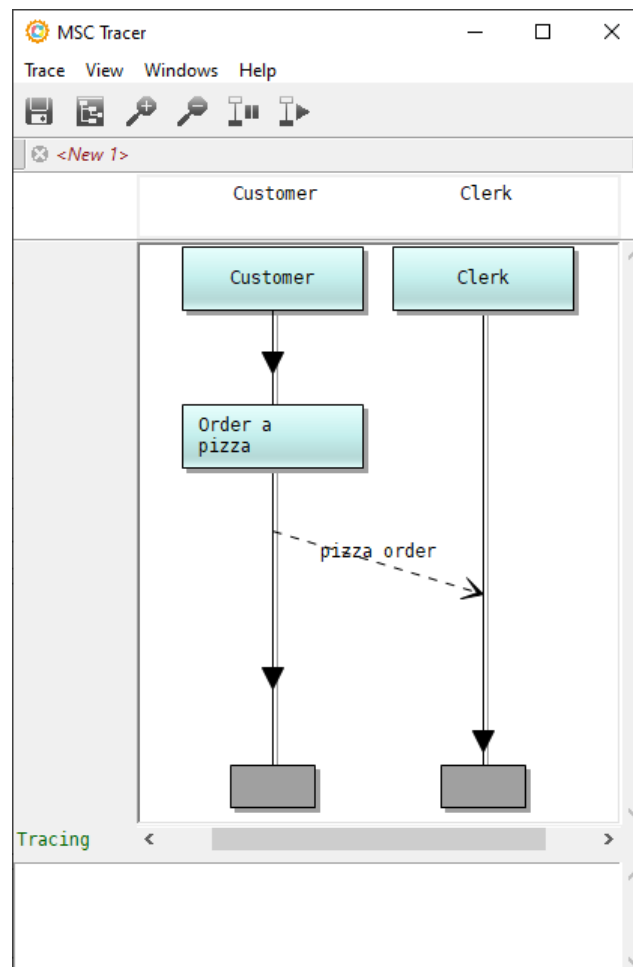 MSC Tracer
Trace View Windows Help
<New 1>
Customer Clerk
Customer Clerk
Order a
pizza
pizza order
Tracing